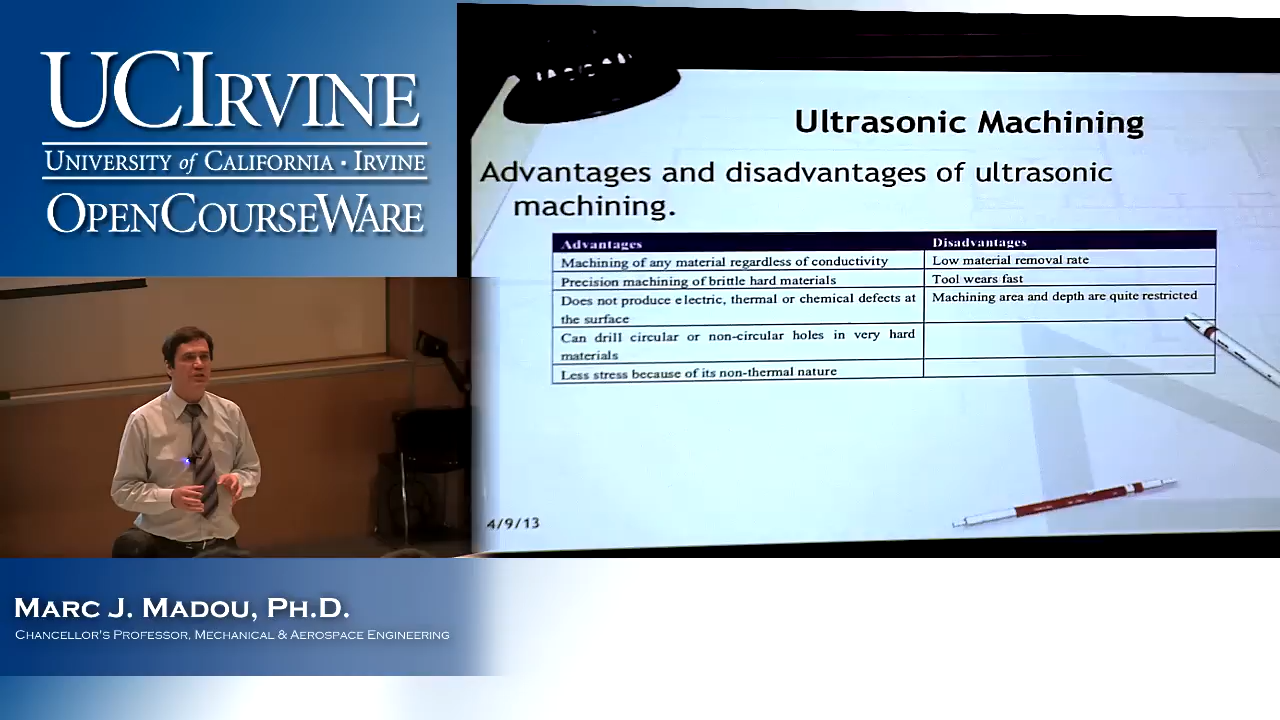 UCIRVINE
UNIVERSITY of CALIFORNIA · IRVINE
OPENCOURSEWARE
Ultrasonic Machining
Advantages and disadvantages of ultrasonic
machining.
Advantages Disadvantages
Machining of any material regardless of conductivity Low material removal rate
Precision machining of brittle hard materials Tool wears fast
Does not produce electric, thermal or chemical defects at Machining area and depth are quite restricted
the surface
Can drill circular or non-circular holes in very hard
materials
Less stress because of its non-thermal nature
4/9/13
MARC J. MADOU, PH.D.
CHANCELLOR'S PROFESSOR, MECHANICAL & AEROSPACE ENGINEERING